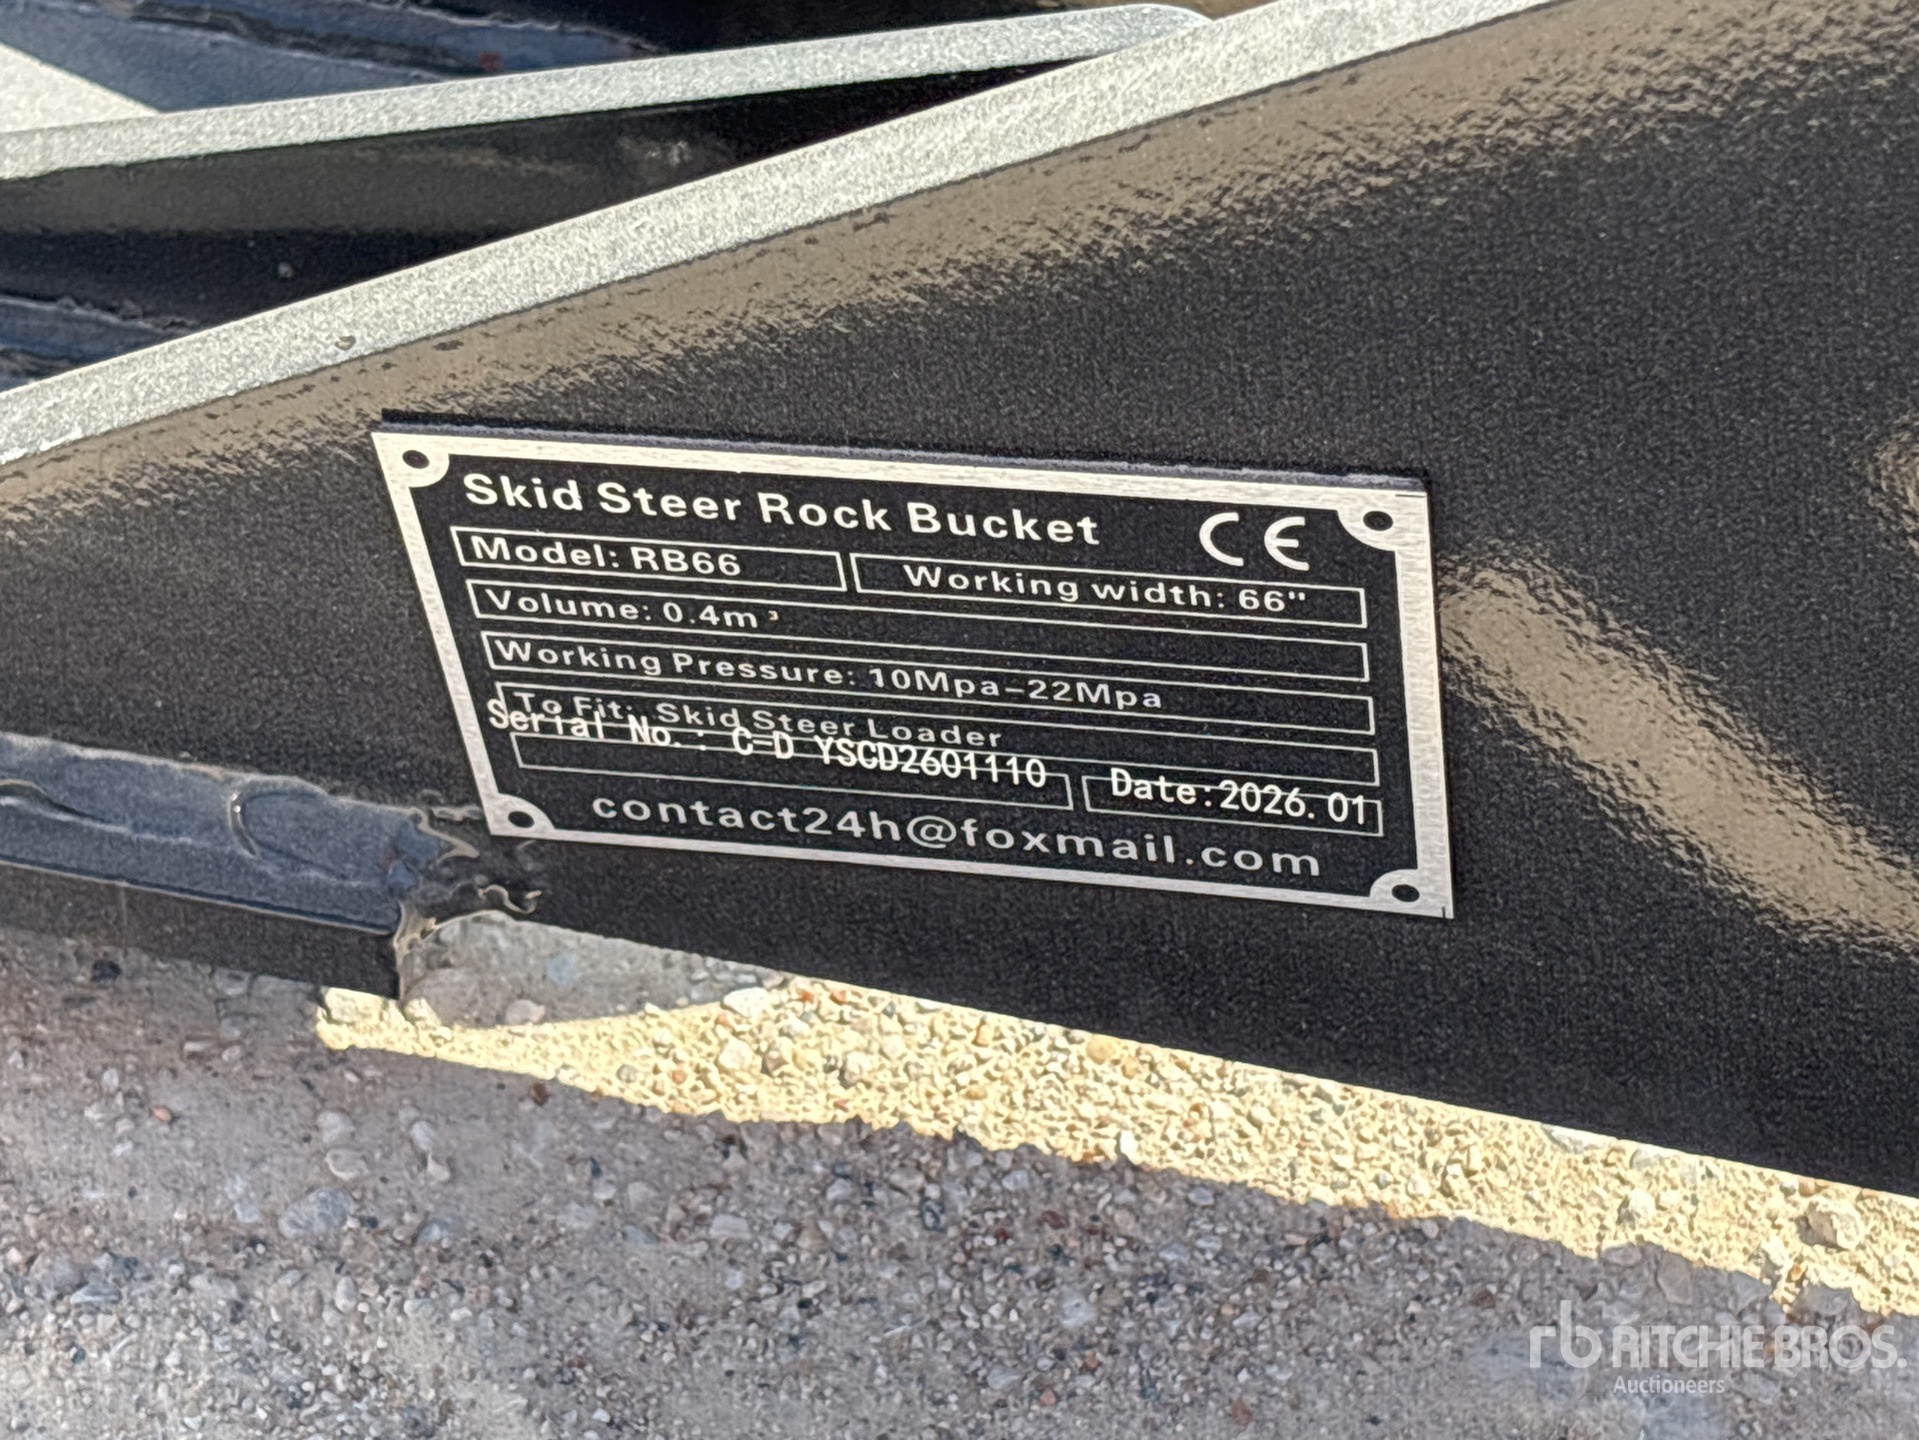 Skid Steer Rock Bucket CE
Model: RB66 Working width: 66"
Volume: 0.4m³
Working Pressure: 10Mpa-22Mpa
To Fit: Skid Steer Loader
Serial No.: C-D YSCD2601110 Date:2026.01
contact24h@foxmail.com
rb RITCHIE BROS.
Auctioneers